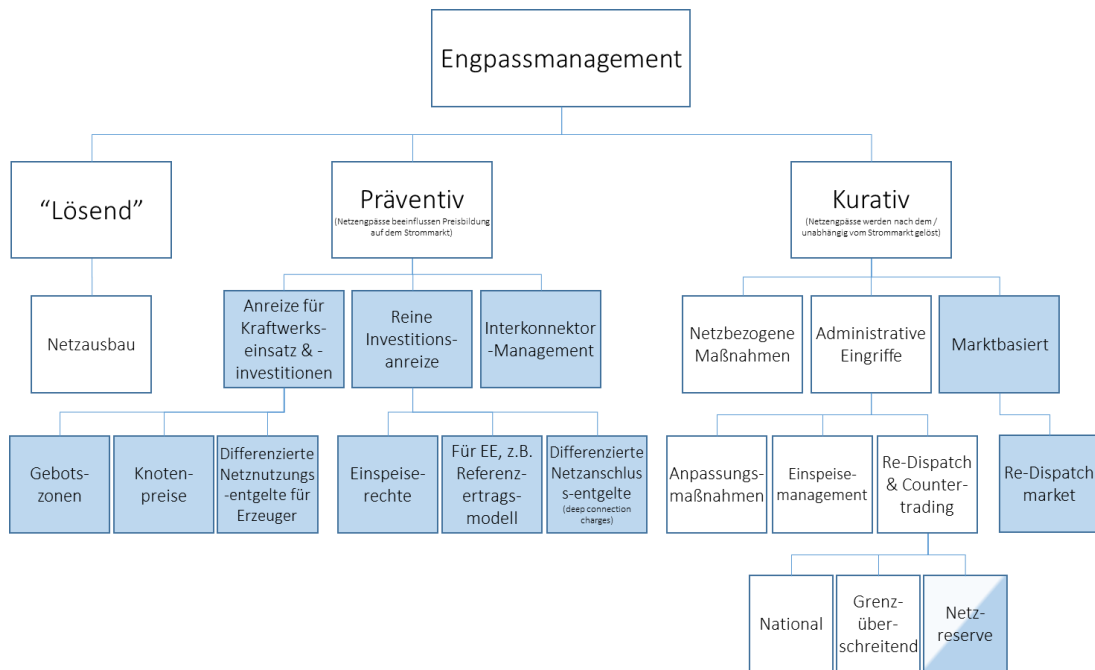 Engpassmanagement
“Lösend”
Präventiv
(Netzengpässe beeinflussen Preisbildung
auf dem Strommarkt)
Kurativ
(Netzengpässe werden nach dem /
unabhängig vom Strommarkt gelöst)
Netzausbau
Anreize für
Kraftwerks-
einsatz & -
investitionen
Reine
Investitions-
anreize
Interkonnektor
-Management
Netzbezogene
Maßnahmen
Administrative
Eingriffe
Marktbasiert
Gebots-
zonen
Knoten-
preise
Differenzierte
Netznutzungs
-entgelte für
Erzeuger
Einspeise-
rechte
Für EE, z.B.
Referenz-
ertrags-
modell
Differenzierte
Netzanschlus
s-entgelte
(deep connection
charges)
Anpassungs-
maßnahmen
Einspeise-
management
Re-Dispatch
& Counter-
trading
Re-Dispatch
market
National
Grenz-
über-
schreitend
Netz-
reserve